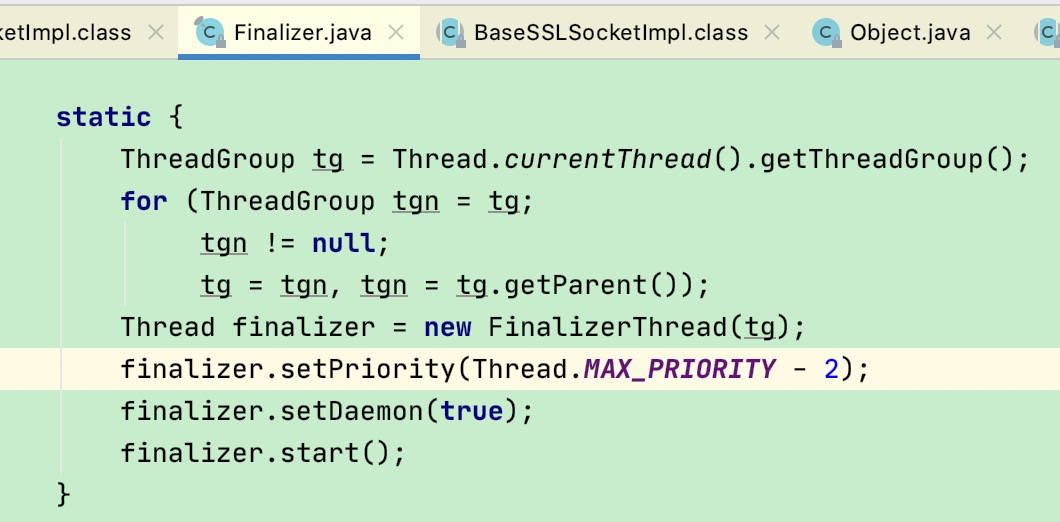 etImpl.class Finalizer.java BaseSSLSocketImpl.class Object.java
static {
ThreadGroup tg = Thread.currentThread().getThreadGroup();
for (ThreadGroup tgn = tg;
tgn != null;
tg = tgn, tgn = tg.getParent());
Thread finalizer = new FinalizerThread(tg);
finalizer.setPriority(Thread.MAX_PRIORITY - 2);
finalizer.setDaemon(true);
finalizer.start();
}